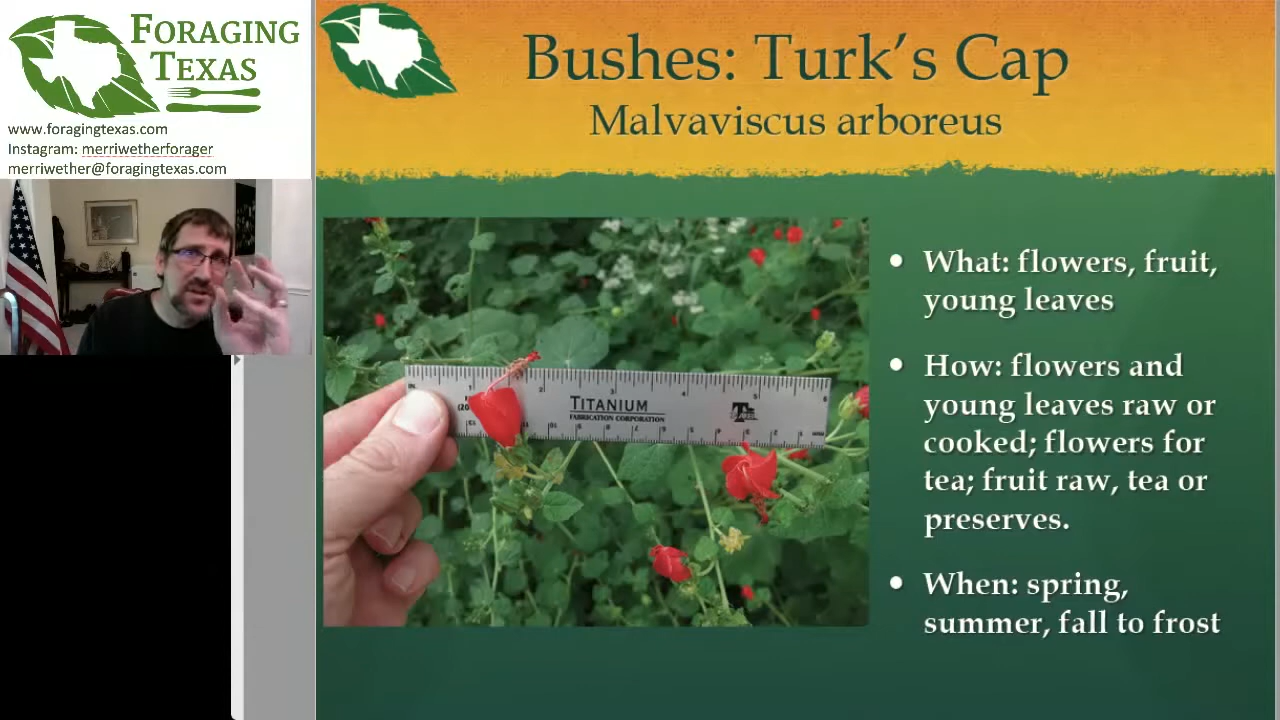 FORAGING
TEXAS
www.foragingtexas.com
Instagram: merriwetherforager
merriwether@foragingtexas.com
Bushes: Turk's Cap
Malvaviscus arboreus
TITANIUM
FABRICATION CORPORATION
• What: flowers, fruit,
young leaves
• How: flowers and
young leaves raw or
cooked; flowers for
tea; fruit raw, tea or
preserves.
• When: spring,
summer, fall to frost